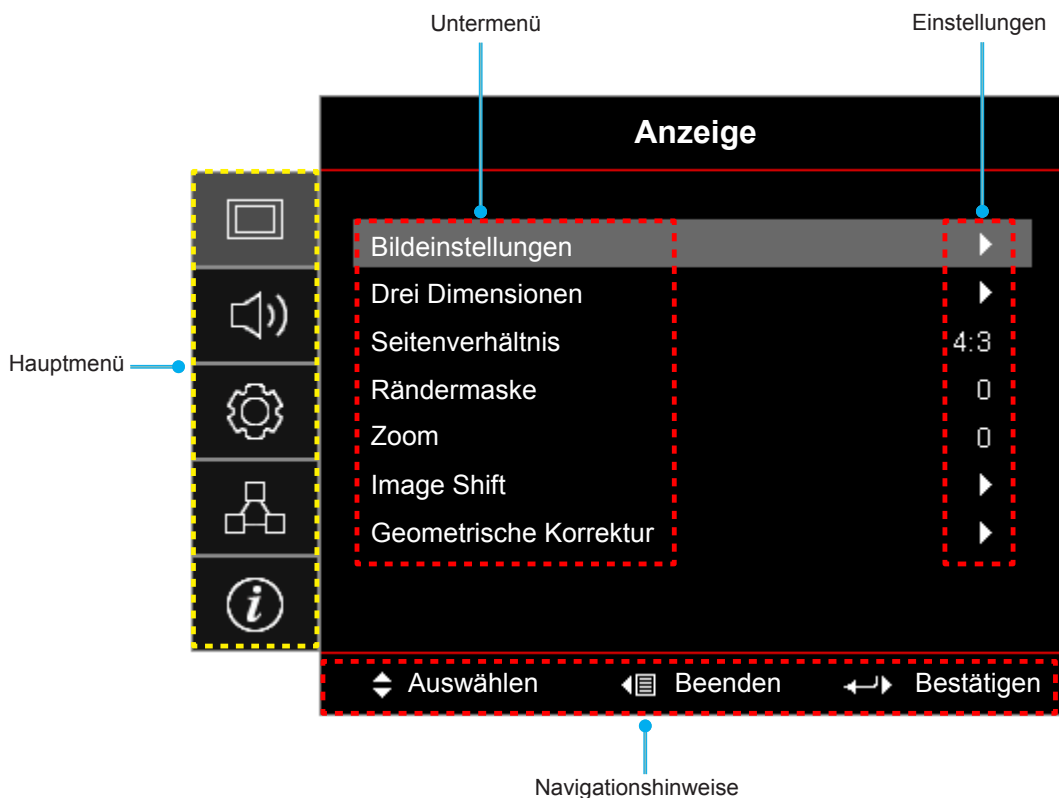 Untermenü
Einstellungen
Anzeige
Hauptmenü
Bildeinstellungen
Drei Dimensionen
Seitenverhältnis 4:3
Rändermaske 0
Zoom 0
Image Shift
Geometrische Korrektur
i
Auswählen Beenden Bestätigen
Navigationshinweise